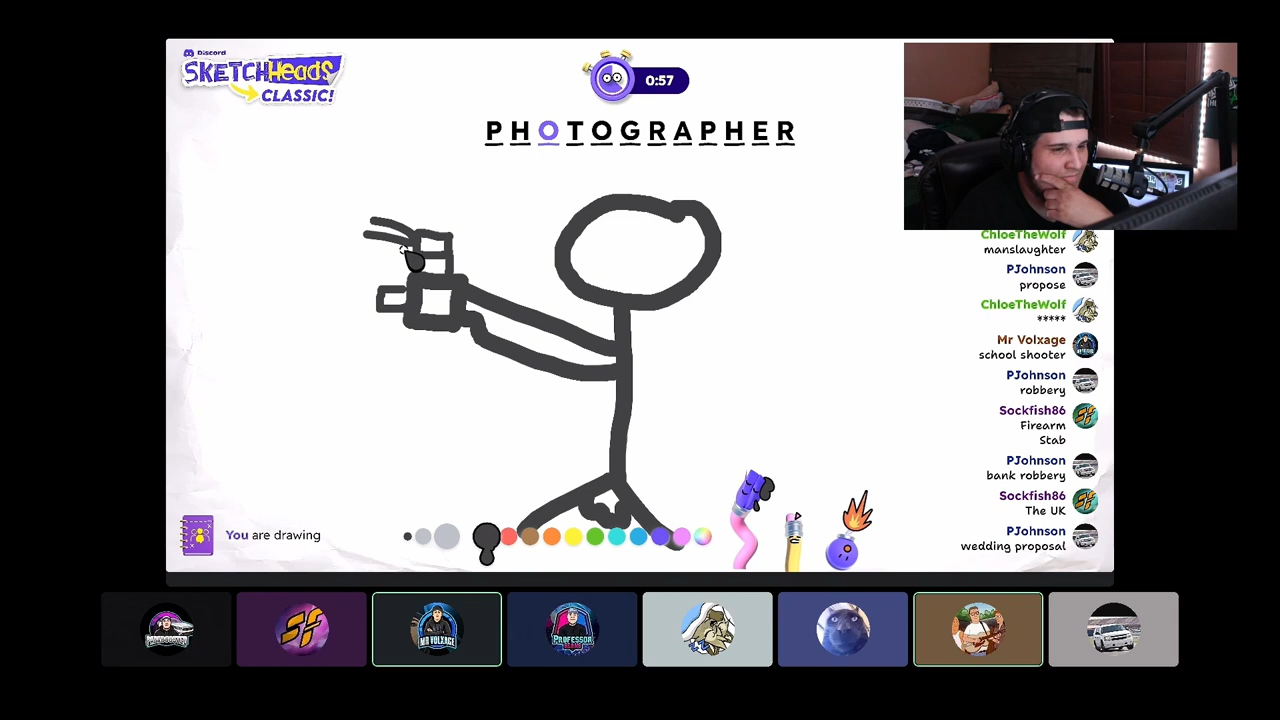 Discord
SKETCHHeadS
CLASSIC!
0:57
PHOTOGRAPHER
ChloeTheWolf
manslaughter
PJohnson
propose
ChloeTheWolf
*****
Mr Volxage
school shooter
PJohnson
robbery
Sockfish86
Firearm
Stab
PJohnson
bank robbery
Sockfish86
The UK
PJohnson
wedding proposal
You are drawing
MR VOLXAGE
PROFESSOR